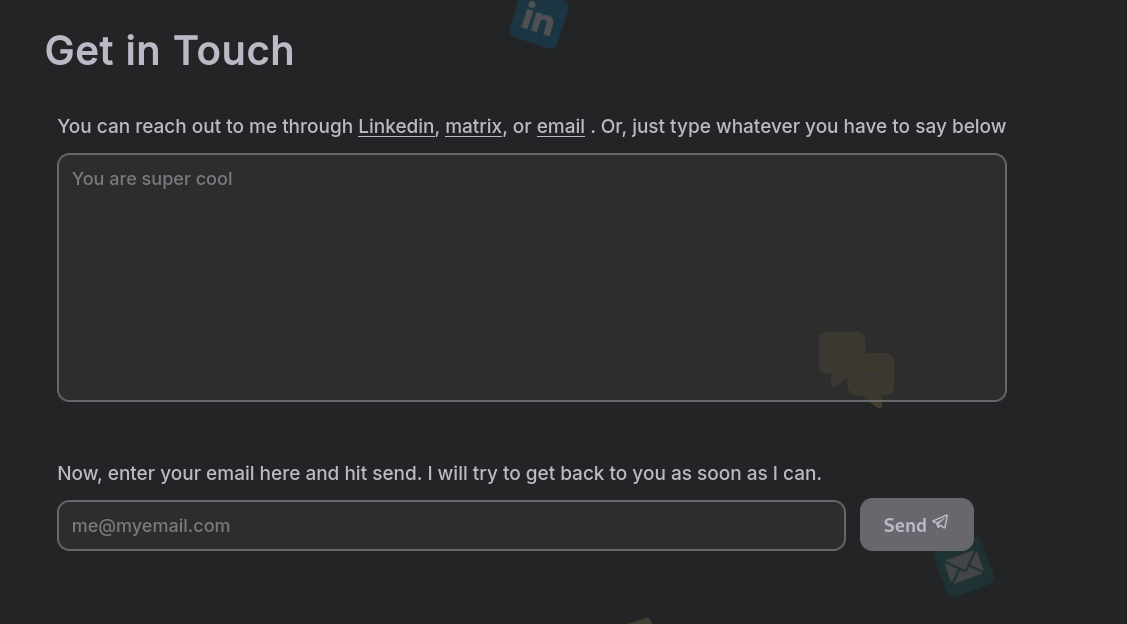 in
Get in Touch
You can reach out to me through Linkedin, matrix, or email . Or, just type whatever you have to say below
You are super cool
Now, enter your email here and hit send. I will try to get back to you as soon as I can.
me@myemail.com
Send